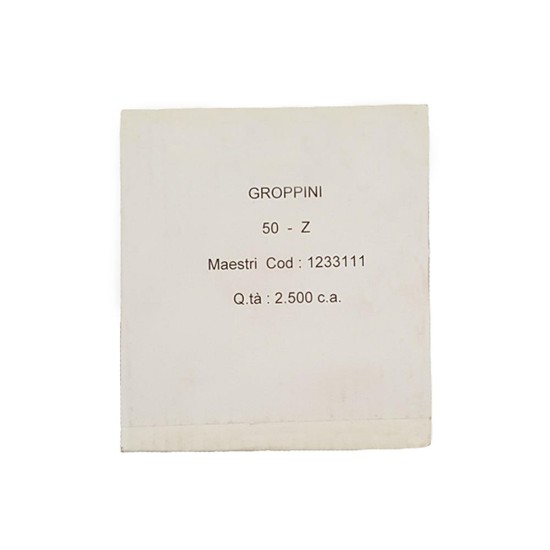 GROPPINI
50 - Z
Maestri Cod : 1233111
Q.tà : 2.500 c.a.